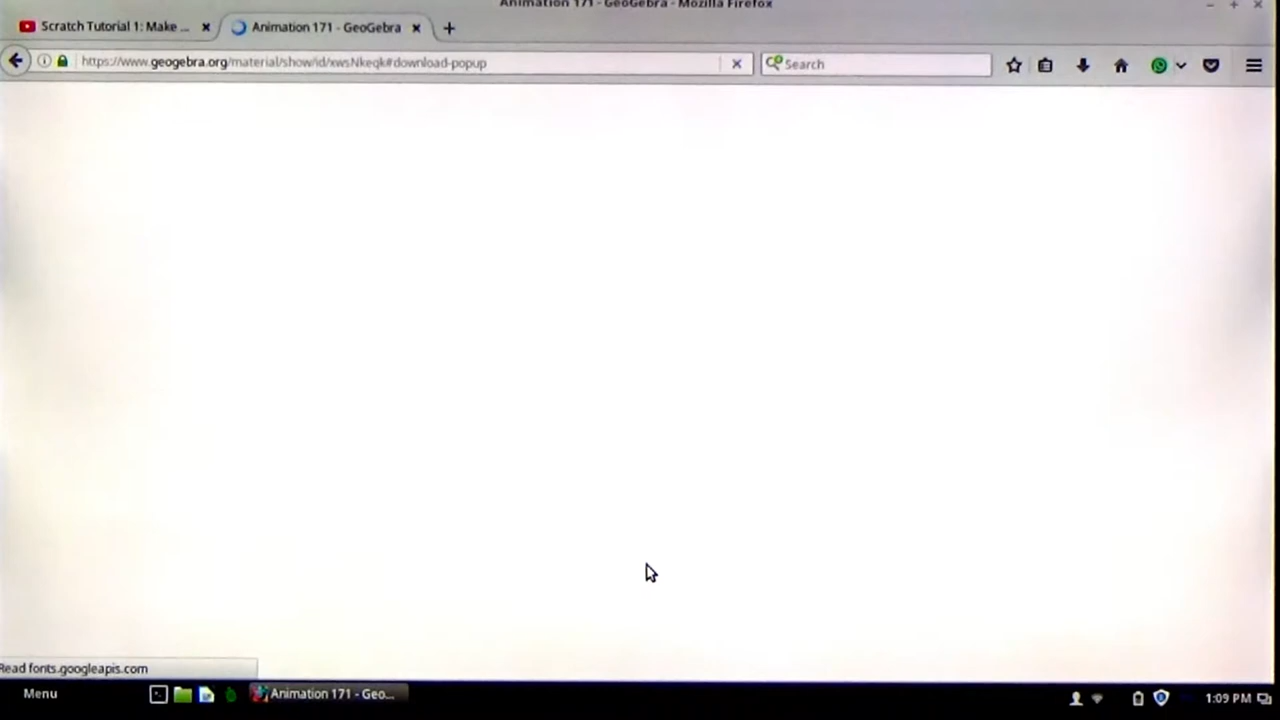 Animation 171 - GeoGebra - Mozilla Firefox
Scratch Tutorial 1: Make ...
Animation 171 - GeoGebra
https://www.geogebra.org/material/show/id/xwsNkeqk#download-popup
Search
Read fonts.googleapis.com
Menu
Animation 171 - Geo...
1:09 PM